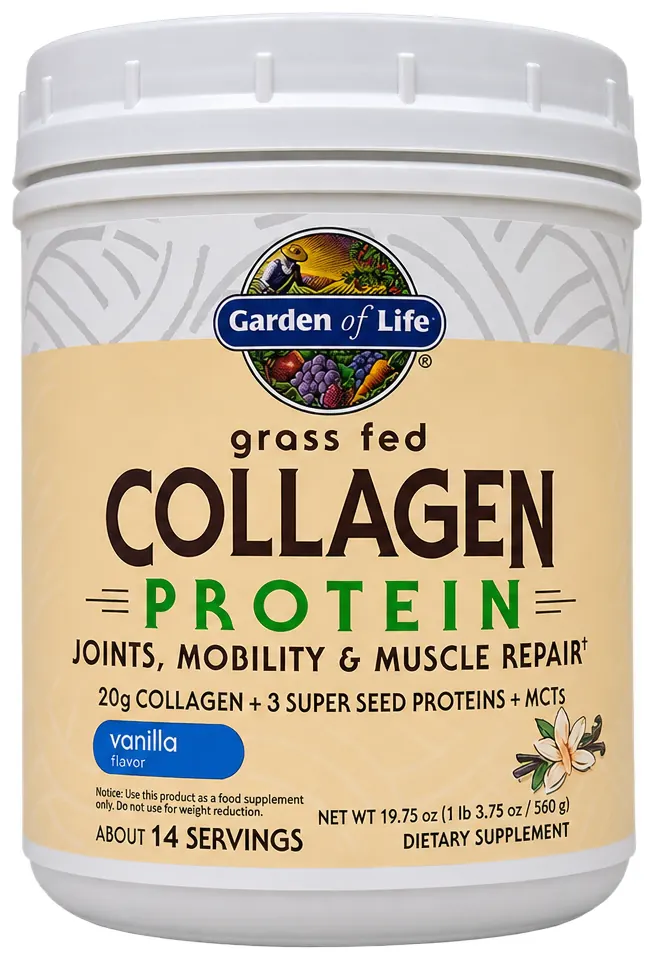 Garden of Life
®
grass fed
COLLAGEN
PROTEIN
JOINTS, MOBILITY & MUSCLE REPAIR†
20g COLLAGEN + 3 SUPER SEED PROTEINS + MCTs
vanilla
flavor
Notice: Use this product as a food supplement
only. Do not use for weight reduction.
ABOUT 14 SERVINGS
NET WT 19.75 oz (1 lb 3.75 oz / 560 g)
DIETARY SUPPLEMENT